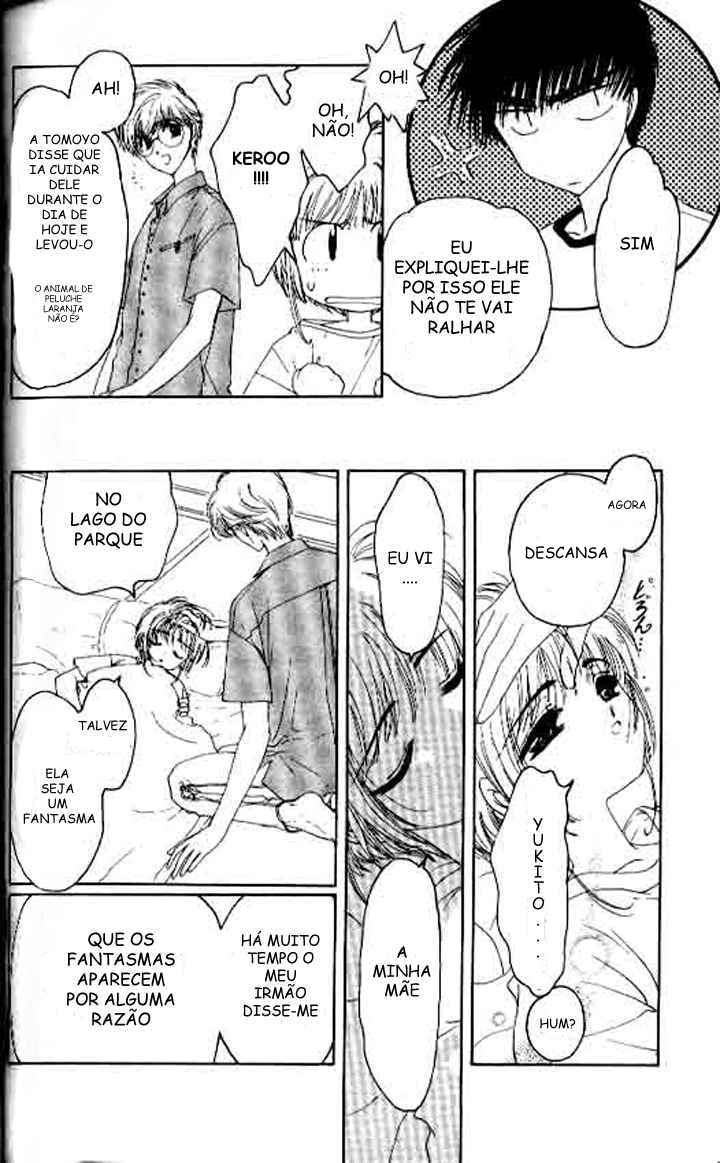 SIM
EU
EXPLIQUEI-LHE
POR ISSO ELE
NÃO TE VAI
RALHAR
OH!
OH,
NÃO!
KEROO
!!!!
AH!
A TOMOYO
DISSE QUE
IA CUIDAR
DELE
DURANTE O
DIA DE
HOJE E
LEVOU-O
O ANIMAL DE
PELUCHE
LARANJA
NÃO É?
AGORA
DESCANSA
とろん…
YUKITO...
HUM?
EU VI
....
A
MINHA
MÃE
NO
LAGO DO
PARQUE
TALVEZ
ELA
SEJA
UM
FANTASMA
HÁ MUITO
TEMPO O
MEU
IRMÃO
DISSE-ME
QUE OS
FANTASMAS
APARECEM
POR ALGUMA
RAZÃO